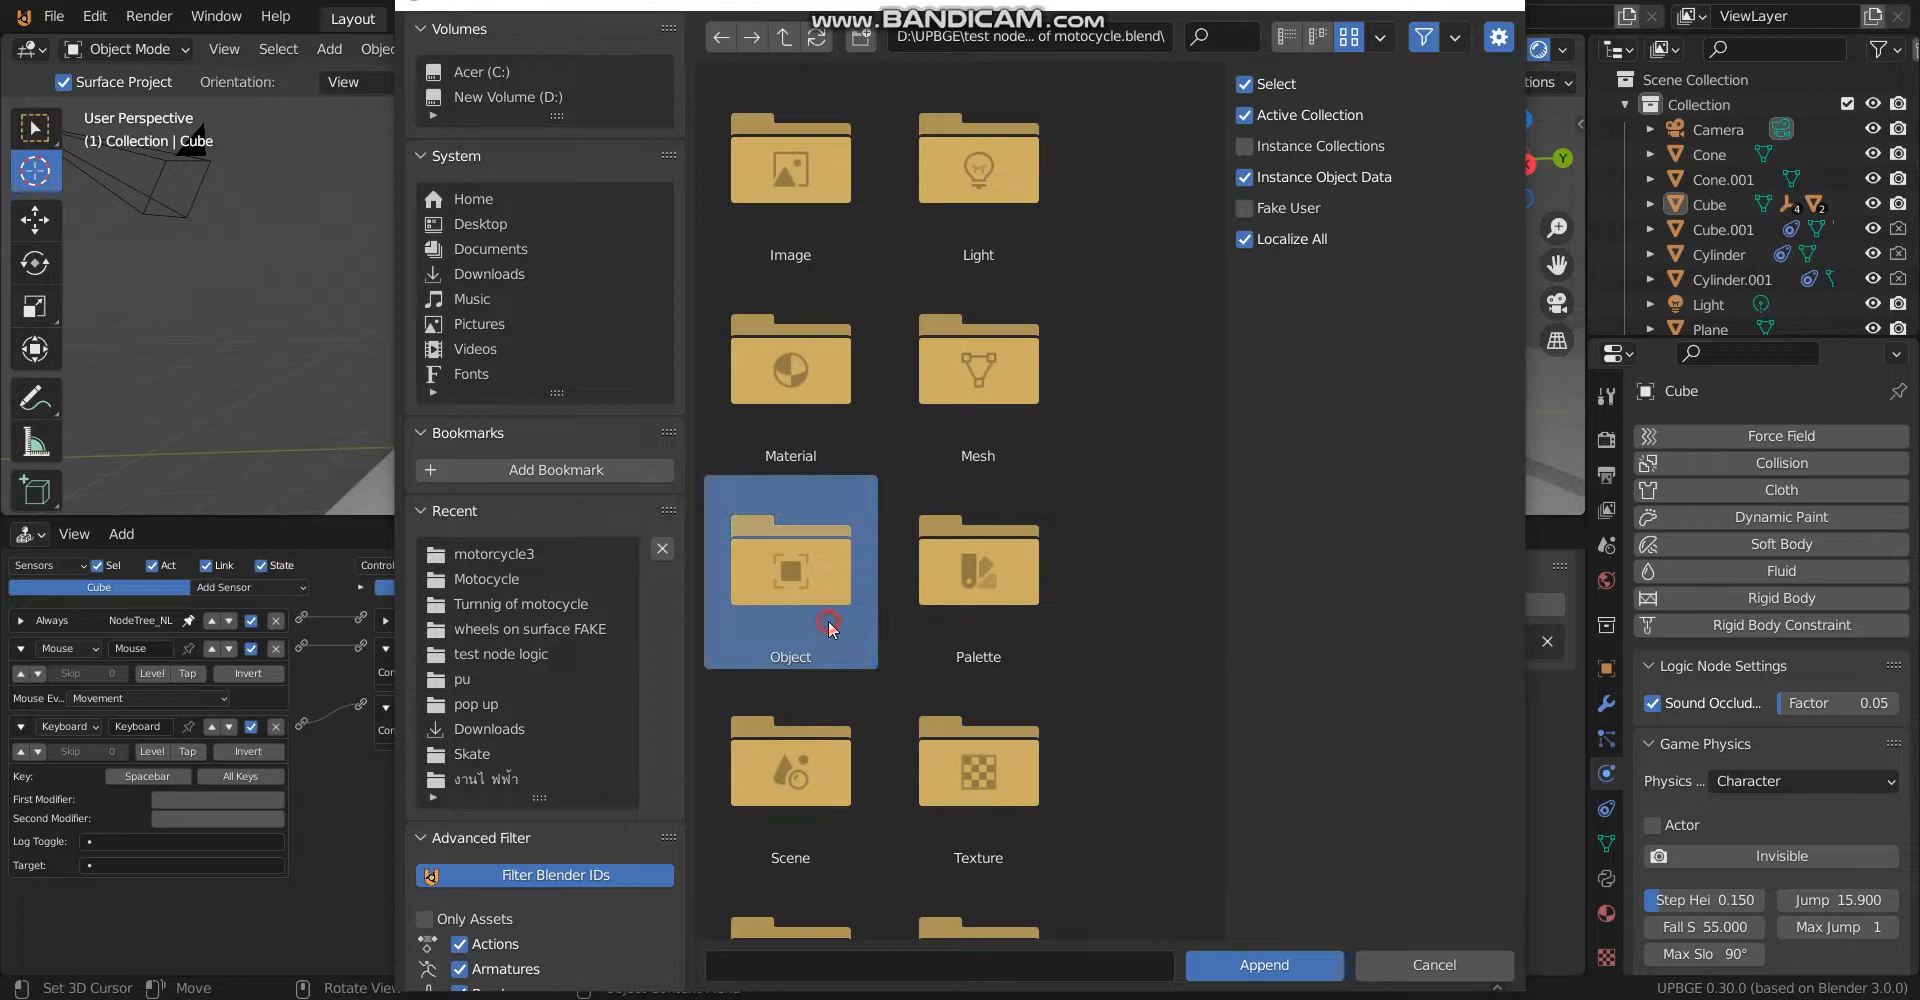 File Edit Render Window Help Layout
www.BANDICAM.com
ViewLayer
Object Mode View Select Add Objec
Surface Project Orientation: View
User Perspective
(1) Collection | Cube
Volumes
Acer (C:)
New Volume (D:)
System
Home
Desktop
Documents
Downloads
Music
Pictures
Videos
Fonts
Bookmarks
Add Bookmark
Recent
motorcycle3
Motocycle
Turnnig of motocycle
wheels on surface FAKE
test node logic
pu
pop up
Downloads
Skate
งานไ ฟฟ้า
Advanced Filter
Filter Blender IDs
Only Assets
Actions
Armatures
D:\UPBGE\test node... of motocycle.blend\
Image
Light
Material
Mesh
Object
Palette
Scene
Texture
Append
Cancel
Select
Active Collection
Instance Collections
Instance Object Data
Fake User
Localize All
tions
Y
Scene Collection
Collection
Camera
Cone
Cone.001
Cube 4 2
Cube.001
Cylinder
Cylinder.001
Light
Plane
Cube
Force Field
Collision
Cloth
Dynamic Paint
Soft Body
Fluid
Rigid Body
Rigid Body Constraint
Logic Node Settings
Sound Occlud... Factor 0.05
Game Physics
Physics ... Character
Actor
Invisible
Step Hei 0.150 Jump 15.900
Fall S 55.000 Max Jump 1
Max Slo 90°
View Add
Sensors Sel Act Link State Control
Cube Add Sensor
Always NodeTree_NL
Mouse Mouse
Skip 0 Level Tap Invert Con
Mouse Ev... Movement
Keyboard Keyboard Con
Skip 0 Level Tap Invert
Key: Spacebar All Keys
First Modifier:
Second Modifier:
Log Toggle:
Target:
Set 3D Cursor Move Rotate View
UPBGE 0.30.0 (based on Blender 3.0.0)